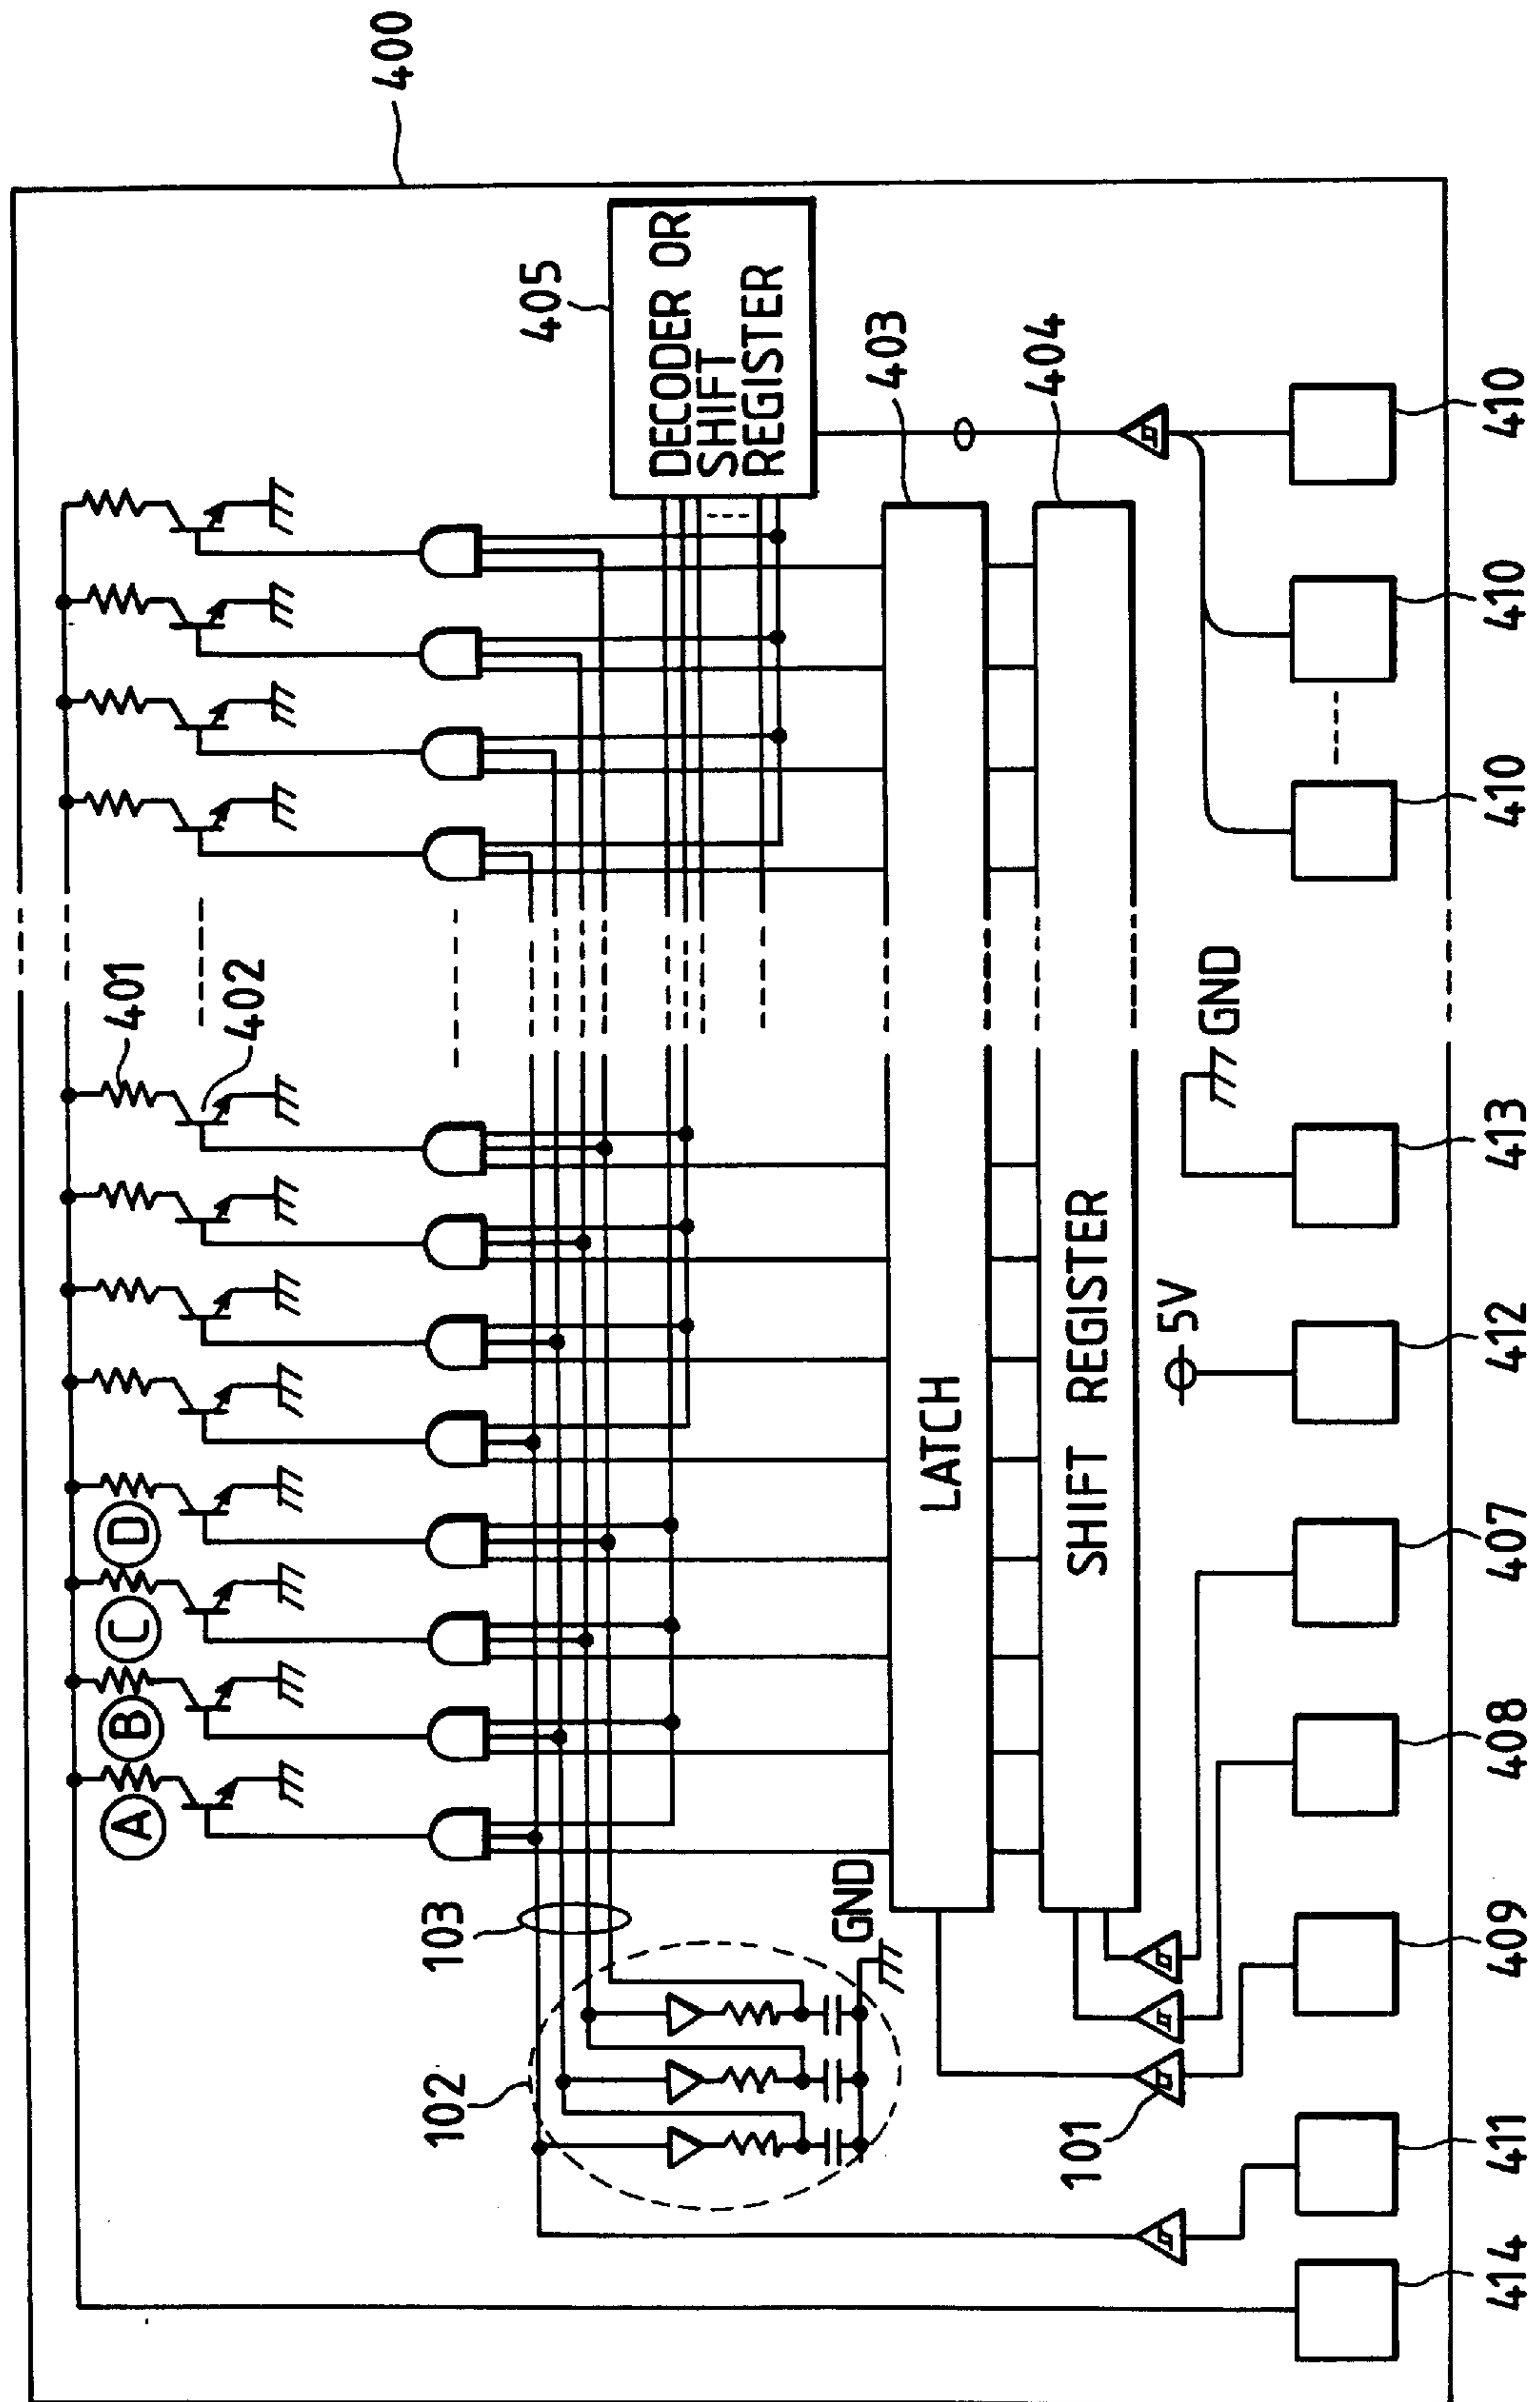 400
401
402
405
DECODER OR
SHIFT
REGISTER
403
404
A
B
C
D
103
102
GND
LATCH
SHIFT REGISTER
101
5V
GND
414
411
409
408
407
412
413
410
410
410